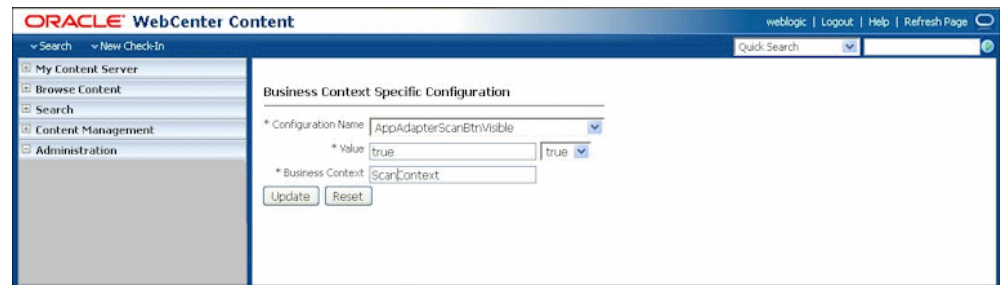 ORACLE® WebCenter Content
weblogic | Logout | Help | Refresh Page
Search New Check-In
Quick Search
My Content Server
Browse Content
Search
Content Management
Administration
Business Context Specific Configuration
* Configuration Name AppAdapterScanBtnVisible
* Value true true
* Business Context ScanContext
Update Reset